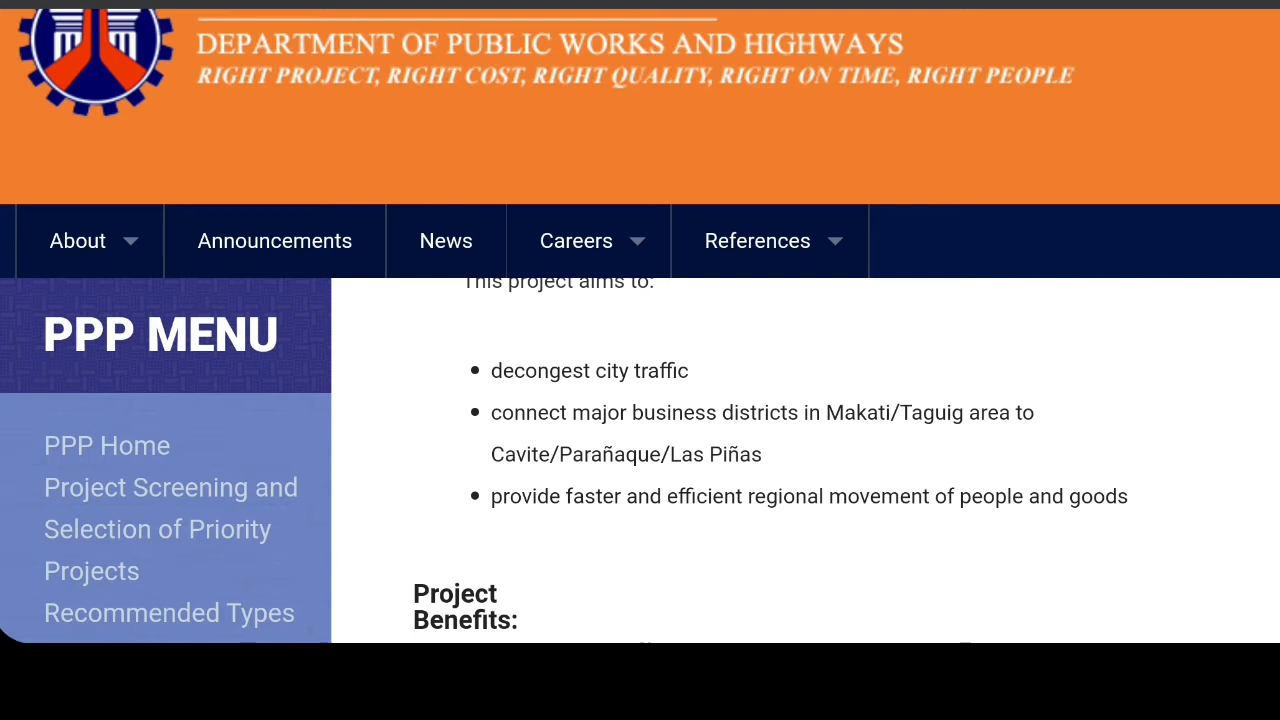 DEPARTMENT OF PUBLIC WORKS AND HIGHWAYS
RIGHT PROJECT, RIGHT COST, RIGHT QUALITY, RIGHT ON TIME, RIGHT PEOPLE
About
Announcements
News
Careers
References
This project aims to:
PPP MENU
decongest city traffic
connect major business districts in Makati/Taguig area to
Cavite/Parañaque/Las Piñas
provide faster and efficient regional movement of people and goods
PPP Home
Project Screening and
Selection of Priority
Projects
Recommended Types
Project
Benefits: